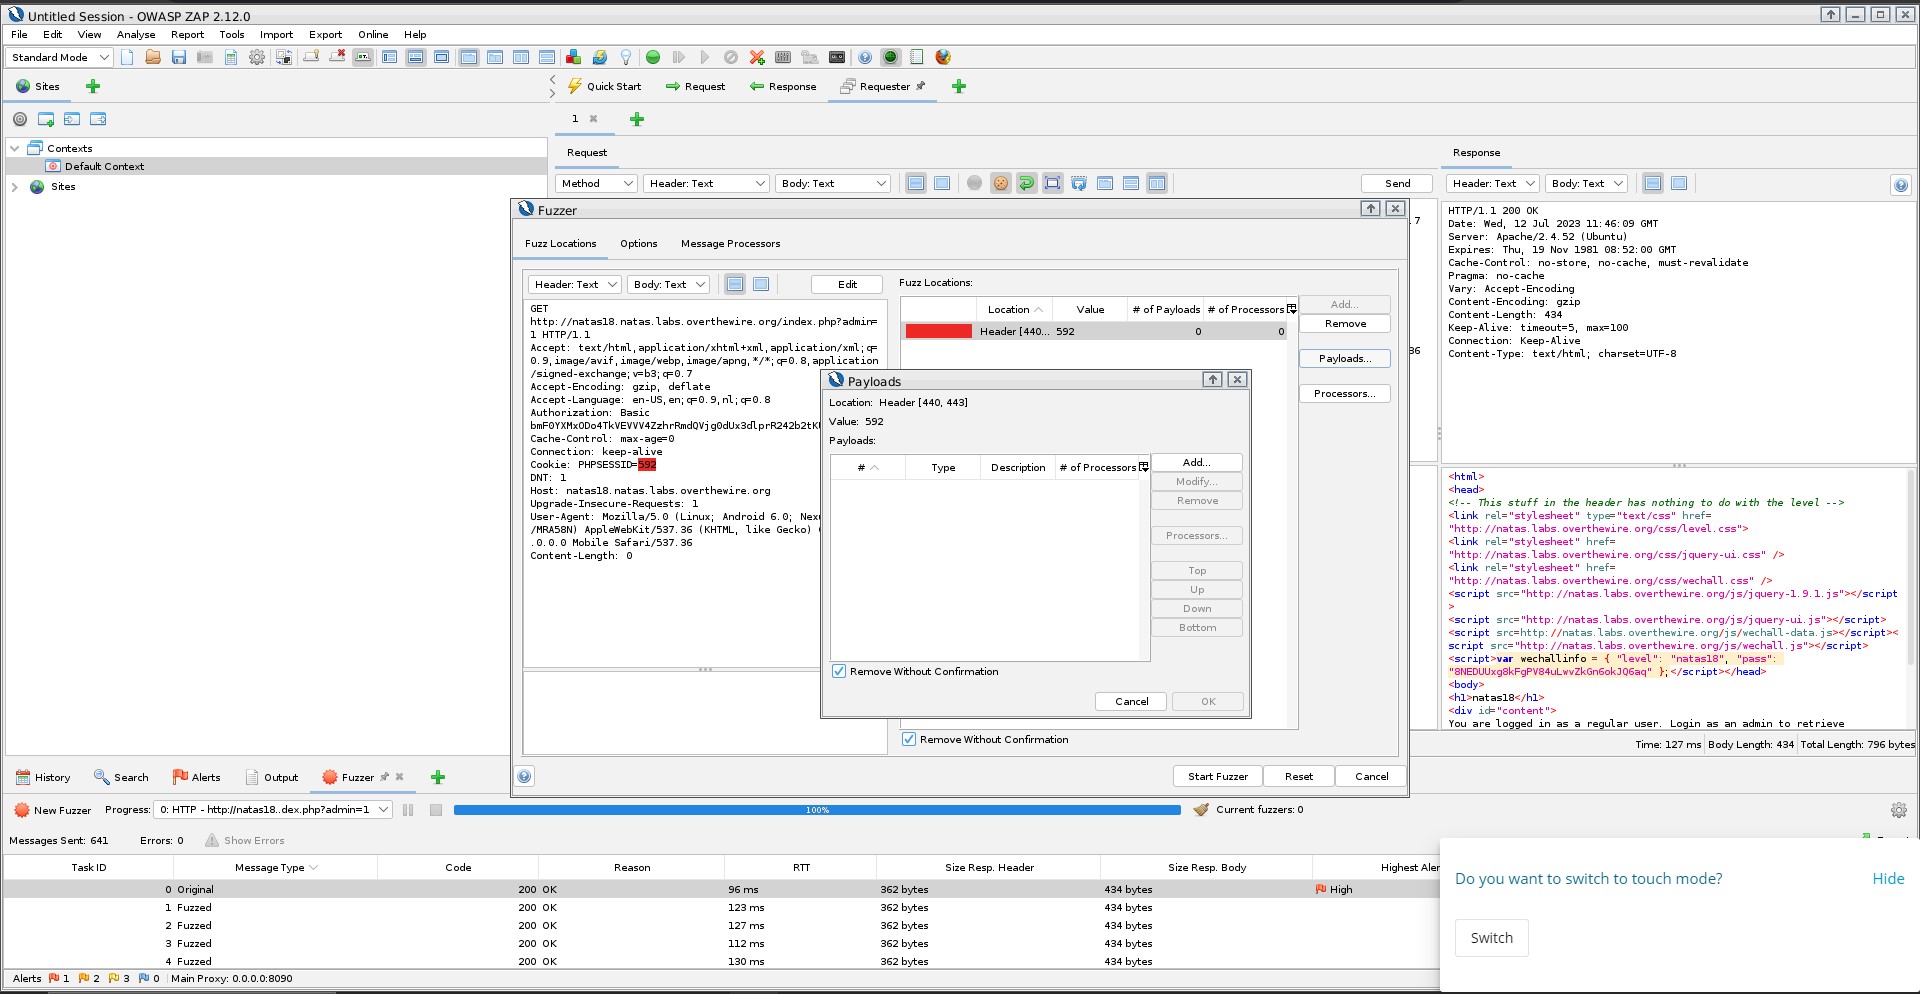 Untitled Session - OWASP ZAP 2.12.0
File Edit View Analyse Report Tools Import Export Online Help
Standard Mode
Sites
Quick Start Request Response Requester
1
Contexts
Default Context
Sites
Request
Method Header: Text Body: Text Send
Response
Header: Text Body: Text
HTTP/1.1 200 OK
Date: Wed, 12 Jul 2023 11:46:09 GMT
Server: Apache/2.4.52 (Ubuntu)
Expires: Thu, 19 Nov 1981 08:52:00 GMT
Cache-Control: no-store, no-cache, must-revalidate
Pragma: no-cache
Vary: Accept-Encoding
Content-Encoding: gzip
Content-Length: 434
Keep-Alive: timeout=5, max=100
Connection: Keep-Alive
Content-Type: text/html; charset=UTF-8
.7
86
Fuzzer
Fuzz Locations Options Message Processors
Header: Text Body: Text Edit
GET
http://natas18.natas.labs.overthewire.org/index.php?admin=
1 HTTP/1.1
Accept: text/html,application/xhtml+xml,application/xml;q=
0.9,image/avif,image/webp,image/apng,*/*;q=0.8,application
/signed-exchange;v=b3;q=0.7
Accept-Encoding: gzip, deflate
Accept-Language: en-US,en;q=0.9,nl;q=0.8
Authorization: Basic
Cache-Control: max-age=0
Connection: keep-alive
Cookie: PHPSESSID=592
DNT: 1
Host: natas18.natas.labs.overthewire.org
Upgrade-Insecure-Requests: 1
User-Agent: Mozilla/5.0 (Linux; Android 6.0; Nex
/MRA58N) AppleWebKit/537.36 (KHTML, like Gecko)
.0.0.0 Mobile Safari/537.36
Content-Length: 0
Fuzz Locations:
Location Value # of Payloads # of Processors
Header [440... 592 0 0
Add...
Remove
Payloads...
Processors...
Remove Without Confirmation
Start Fuzzer Reset Cancel
Payloads
Location: Header [440, 443]
Value: 592
Payloads:
# Type Description # of Processors
Add...
Modify...
Remove
Processors...
Top
Up
Down
Bottom
Remove Without Confirmation
Cancel OK
<html>
<head>
<!-- This stuff in the header has nothing to do with the level -->
<link rel="stylesheet" type="text/css" href=
"http://natas.labs.overthewire.org/css/level.css">
<link rel="stylesheet" href=
"http://natas.labs.overthewire.org/css/jquery-ui.css" />
<link rel="stylesheet" href=
"http://natas.labs.overthewire.org/css/wechall.css" />
<script src="http://natas.labs.overthewire.org/js/jquery-1.9.1.js"></script
>
<script src="http://natas.labs.overthewire.org/js/jquery-ui.js"></script>
<script src=http://natas.labs.overthewire.org/js/wechall-data.js></script><
script src="http://natas.labs.overthewire.org/js/wechall.js"></script>
<script>var wechallinfo = { "level": "natas18", "pass":
"8NEDUUxg8kFgPV84uLwvZkGn6okJQ6aq" };</script></head>
<body>
<h1>natas18</h1>
<div id="content">
You are logged in as a regular user. Login as an admin to retrieve
Time: 127 ms Body Length: 434 Total Length: 796 bytes
History Search Alerts Output Fuzzer
New Fuzzer Progress: 0: HTTP - http://natas18..dex.php?admin=1 100% Current fuzzers: 0
Messages Sent: 641 Errors: 0 Show Errors
Task ID Message Type Code Reason RTT Size Resp. Header Size Resp. Body Highest Aler
0 Original 200 OK 96 ms 362 bytes 434 bytes High
1 Fuzzed 200 OK 123 ms 362 bytes 434 bytes
2 Fuzzed 200 OK 127 ms 362 bytes 434 bytes
3 Fuzzed 200 OK 112 ms 362 bytes 434 bytes
4 Fuzzed 200 OK 130 ms 362 bytes 434 bytes
Alerts 1 2 3 0 Main Proxy: 0.0.0.0:8090
Do you want to switch to touch mode? Hide
Switch